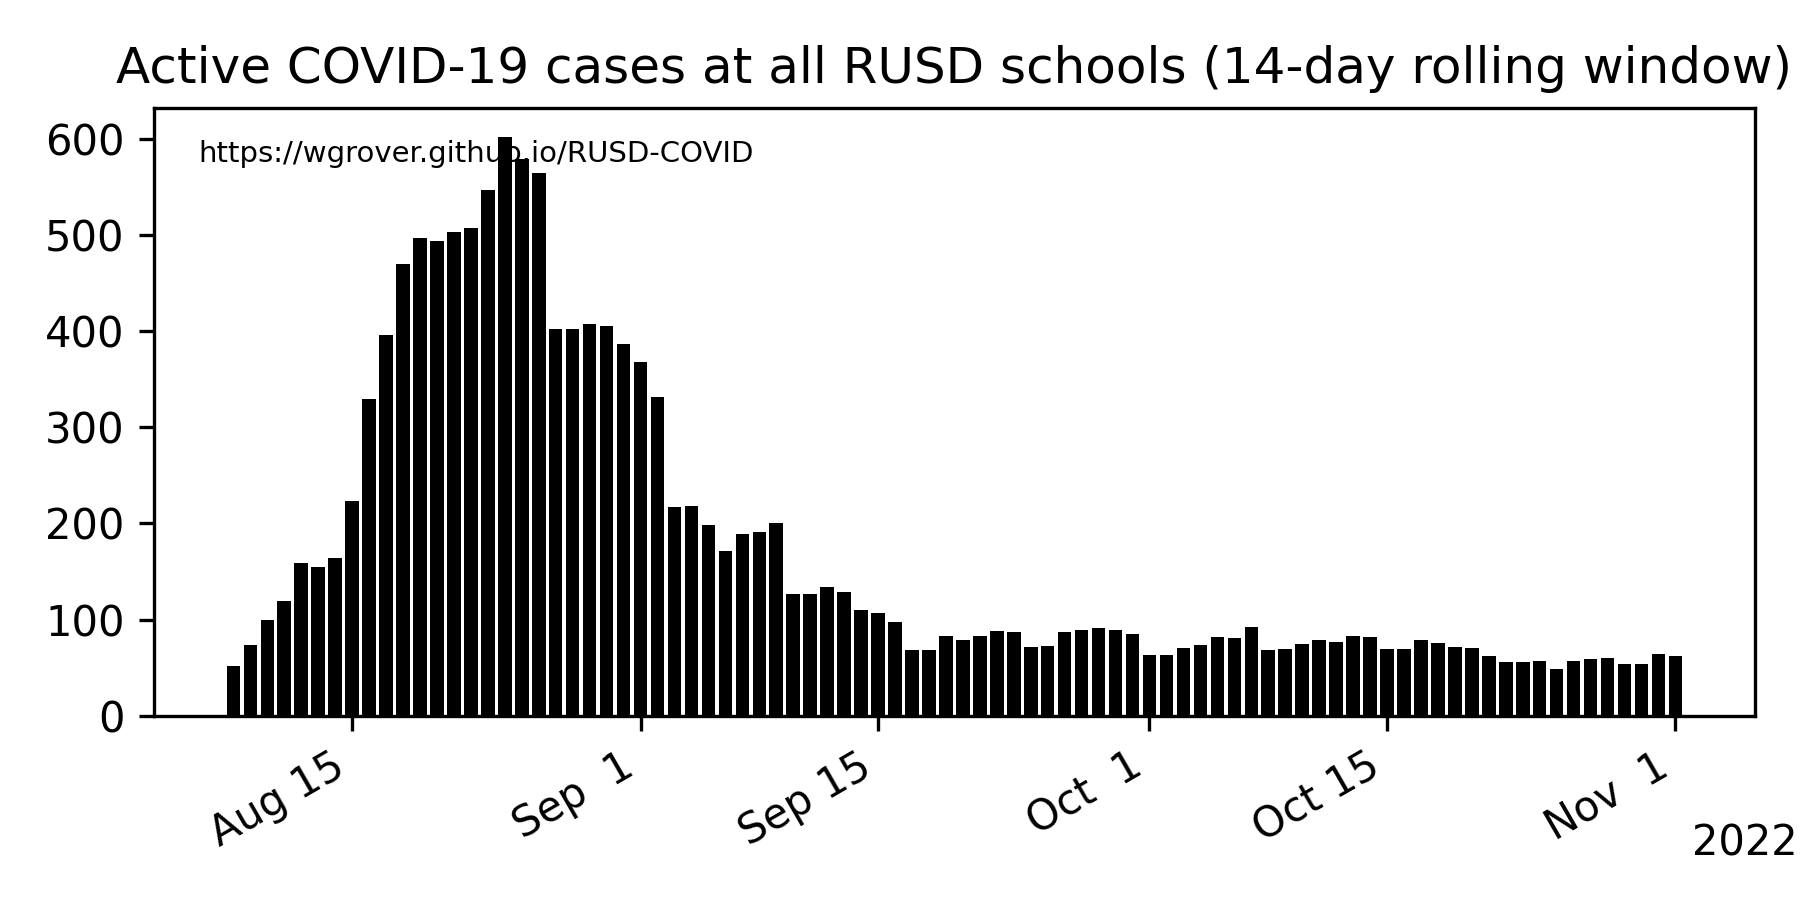 Active COVID-19 cases at all RUSD schools (14-day rolling window)
https://wgrover.github.io/RUSD-COVID
600
500
400
300
200
100
0
Aug 15
Sep 1
Sep 15
Oct 1
Oct 15
Nov 1
2022